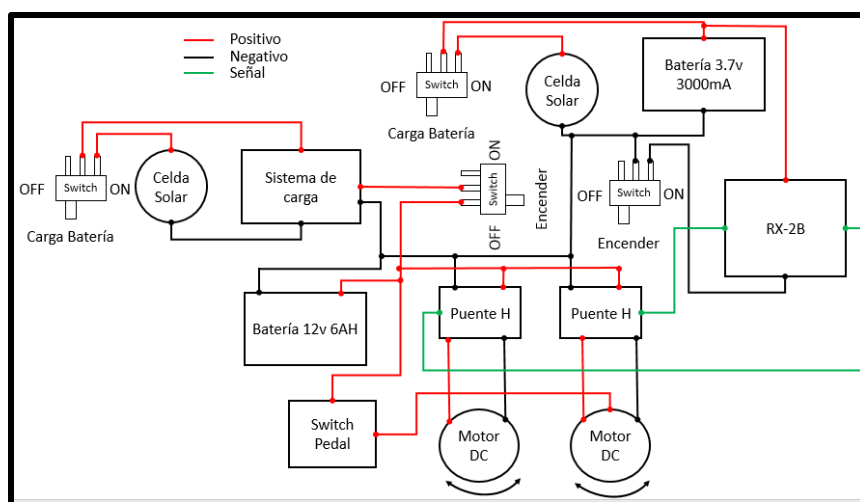 Positivo
Negativo
Señal
OFF
Switch
ON
Carga Batería
Celda
Solar
Batería 3.7v
3000mA
OFF
Switch
ON
Carga Batería
Celda
Solar
Sistema de
carga
ON
Switch
OFF
Encender
OFF
Switch
ON
Encender
RX-2B
Batería 12v 6AH
Puente H
Puente H
Switch
Pedal
Motor
DC
Motor
DC